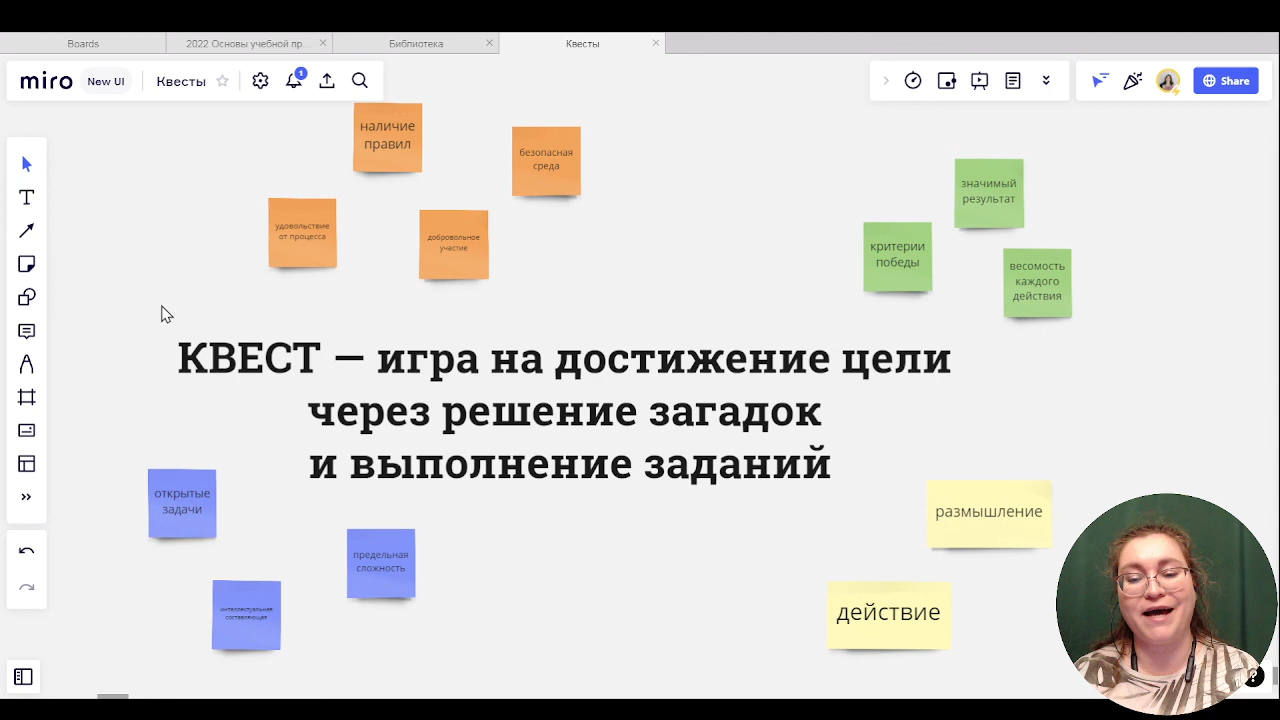 Boards
2022 Основы учебной пр...
Библиотека
Квесты
miro
New UI
Квесты
1
Share
наличие
правил
безопасная
среда
удовольствие
от процесса
добровольное
участие
значимый
результат
критерии
победы
весомость
каждого
действия
КВЕСТ — игра на достижение цели
через решение загадок
и выполнение заданий
открытые
задачи
предельная
сложность
интеллектуальная
составляющая
размышление
действие
?